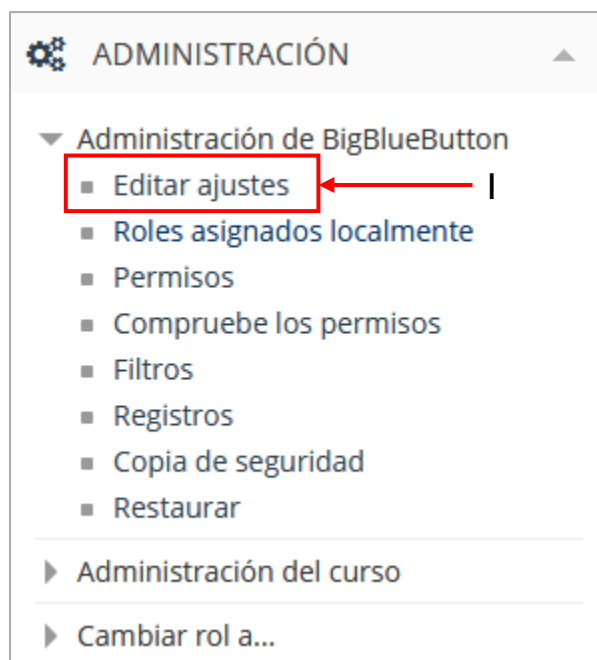 ADMINISTRACIÓN
Administración de BigBlueButton
Editar ajustes
I
Roles asignados localmente
Permisos
Compruebe los permisos
Filtros
Registros
Copia de seguridad
Restaurar
Administración del curso
Cambiar rol a...